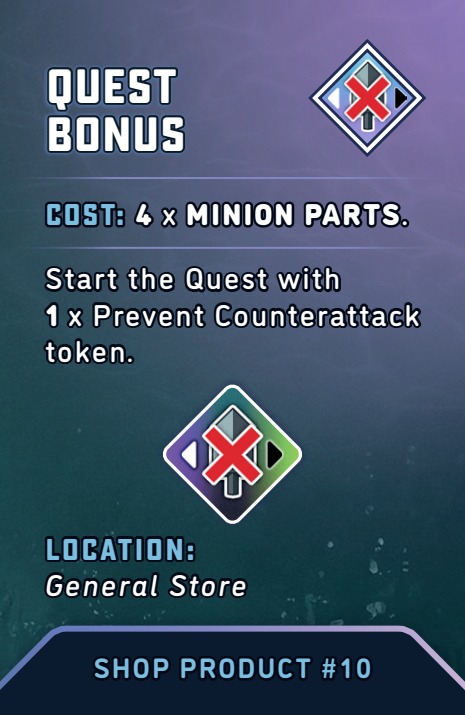 QUEST
BONUS
COST: 4 x MINION PARTS.
Start the Quest with
1 x Prevent Counterattack
token.
LOCATION:
General Store
SHOP PRODUCT #10